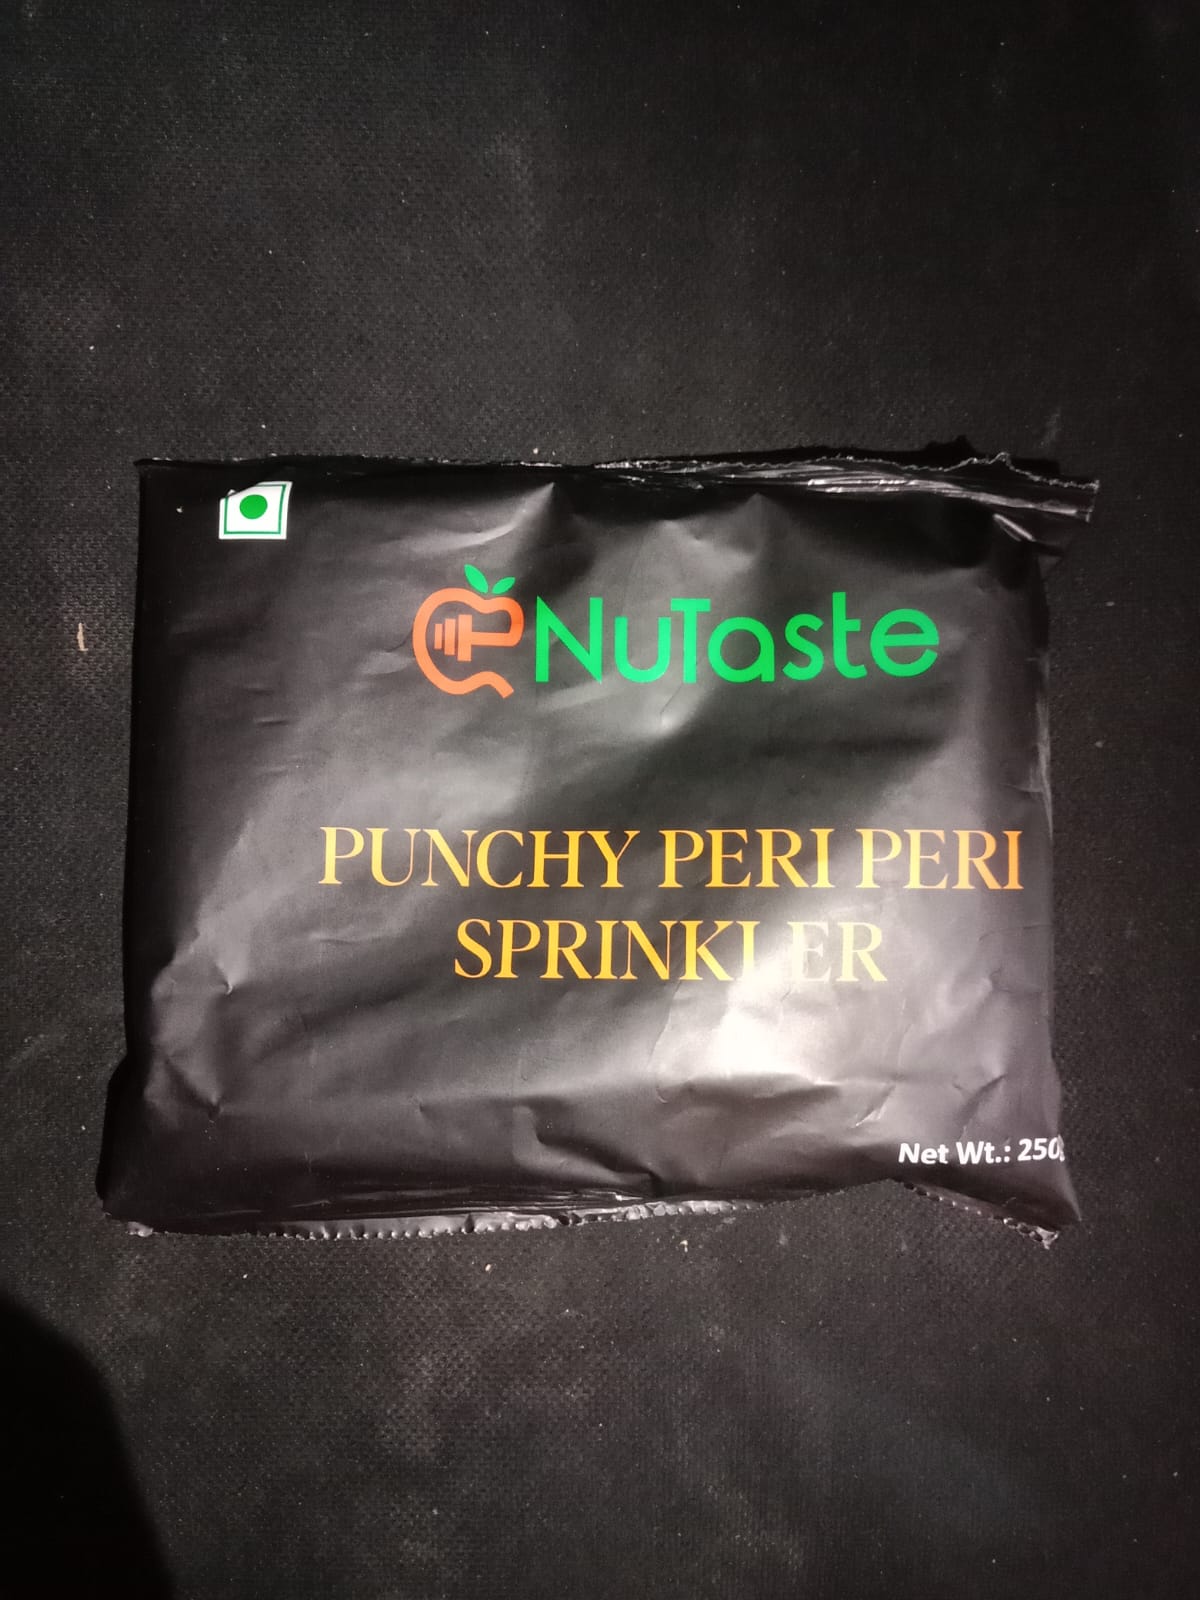 NuTaste
PUNCHY PERI PERI
SPRINKLER
Net Wt.: 250